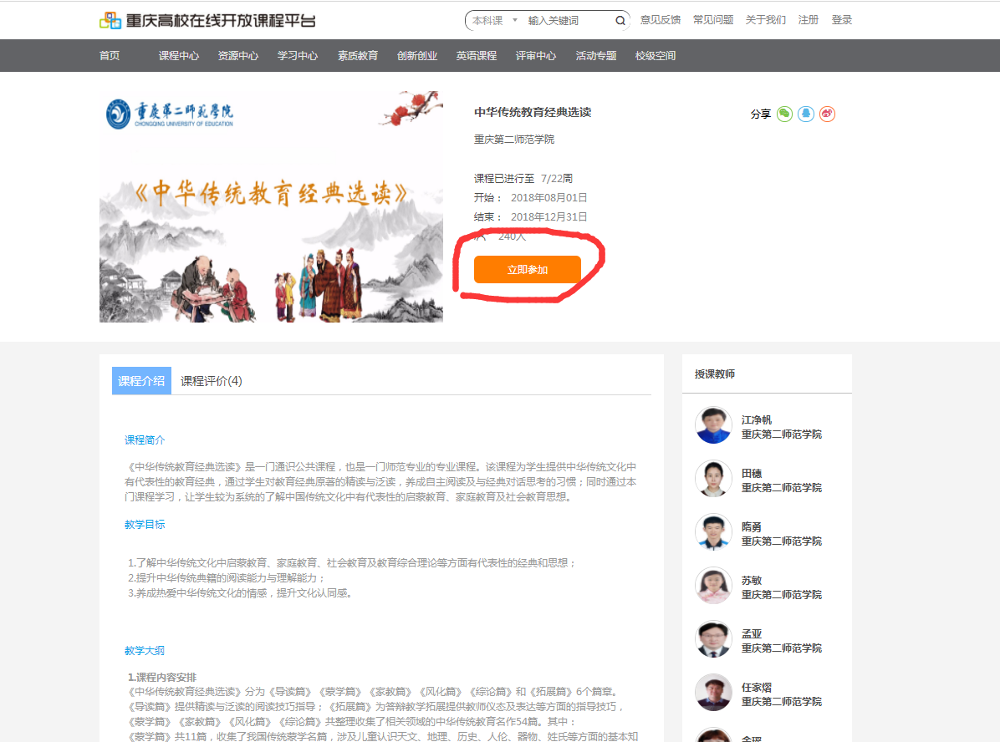 重庆高校在线开放课程平台
本科课 输入关键词 意见反馈 常见问题 关于我们 注册 登录
首页 课程中心 资源中心 学习中心 素质教育 创新创业 英语课程 评审中心 活动专题 校级空间
重庆第二师范学院
CHONGQING UNIVERSITY OF EDUCATION
《中华传统教育经典选读》
中华传统教育经典选读
分享
重庆第二师范学院
课程已进行至 7/22周
开始： 2018年08月01日
结束： 2018年12月31日
240人
立即参加
课程介绍 课程评价(4)
课程简介
《中华传统教育经典选读》是一门通识公共课程，也是一门师范专业的专业课程。该课程为学生提供中华传统文化中
有代表性的教育经典，通过学生对教育经典原著的精读与泛读，养成自主阅读及与经典对话思考的习惯；同时通过本
门课程学习，让学生较为系统的了解中国传统文化中有代表性的启蒙教育、家庭教育及社会教育思想。
教学目标
1.了解中华传统文化中启蒙教育、家庭教育、社会教育及教育综合理论等方面有代表性的经典和思想；
2.提升中华传统典籍的阅读能力与理解能力；
3.养成热爱中华传统文化的情感，提升文化认同感。
教学大纲
1.课程内容安排
《中华传统教育经典选读》分为《导读篇》《蒙学篇》《家教篇》《风化篇》《综论篇》和《拓展篇》6个篇章。
《导读篇》提供精读与泛读的阅读技巧指导；《拓展篇》为答辩教学拓展提供教师仪态及表达等方面的指导技巧，
《蒙学篇》《家教篇》《风化篇》《综论篇》共整理收集了相关领域的中华传统教育名作54篇。其中：
《蒙学篇》共11篇，收集了我国传统蒙学名篇，涉及儿童认识天文、地理、历史、人伦、器物、姓氏等方面的基本知
授课教师
江净帆
重庆第二师范学院
田穗
重庆第二师范学院
隋勇
重庆第二师范学院
苏敏
重庆第二师范学院
孟亚
重庆第二师范学院
任家熠
重庆第二师范学院